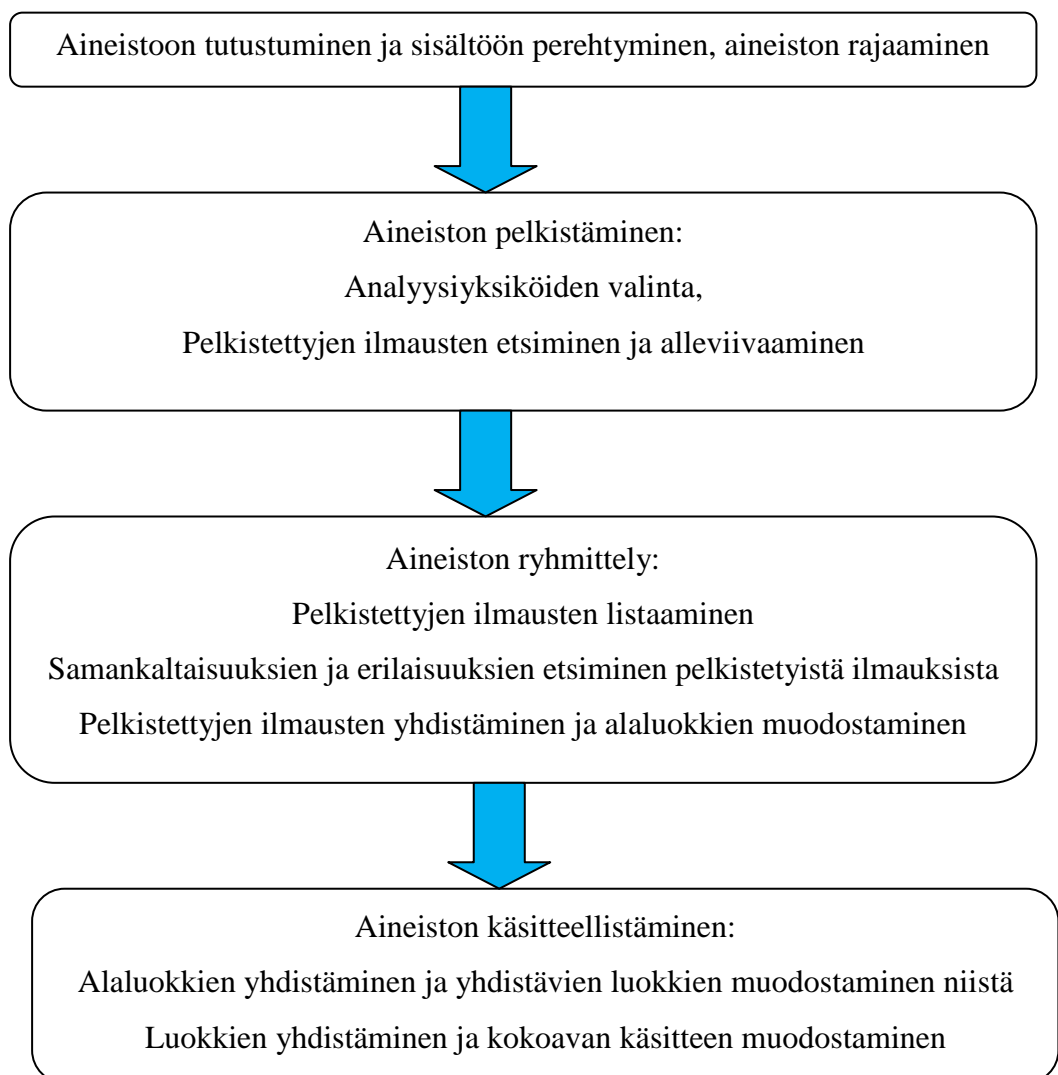 Aineistoon tutustuminen ja sisältöön perehtyminen, aineiston rajaaminen
Aineiston pelkistäminen:
Analyysiyksiköiden valinta,
Pelkistettyjen ilmausten etsiminen ja alleviivaaminen
Aineiston ryhmittely:
Pelkistettyjen ilmausten listaaminen
Samankaltaisuuksien ja erilaisuuksien etsiminen pelkistetyistä ilmauksista
Pelkistettyjen ilmausten yhdistäminen ja alaluokkien muodostaminen
Aineiston käsitteellistäminen:
Alaluokkien yhdistäminen ja yhdistävien luokkien muodostaminen niistä
Luokkien yhdistäminen ja kokoavan käsitteen muodostaminen